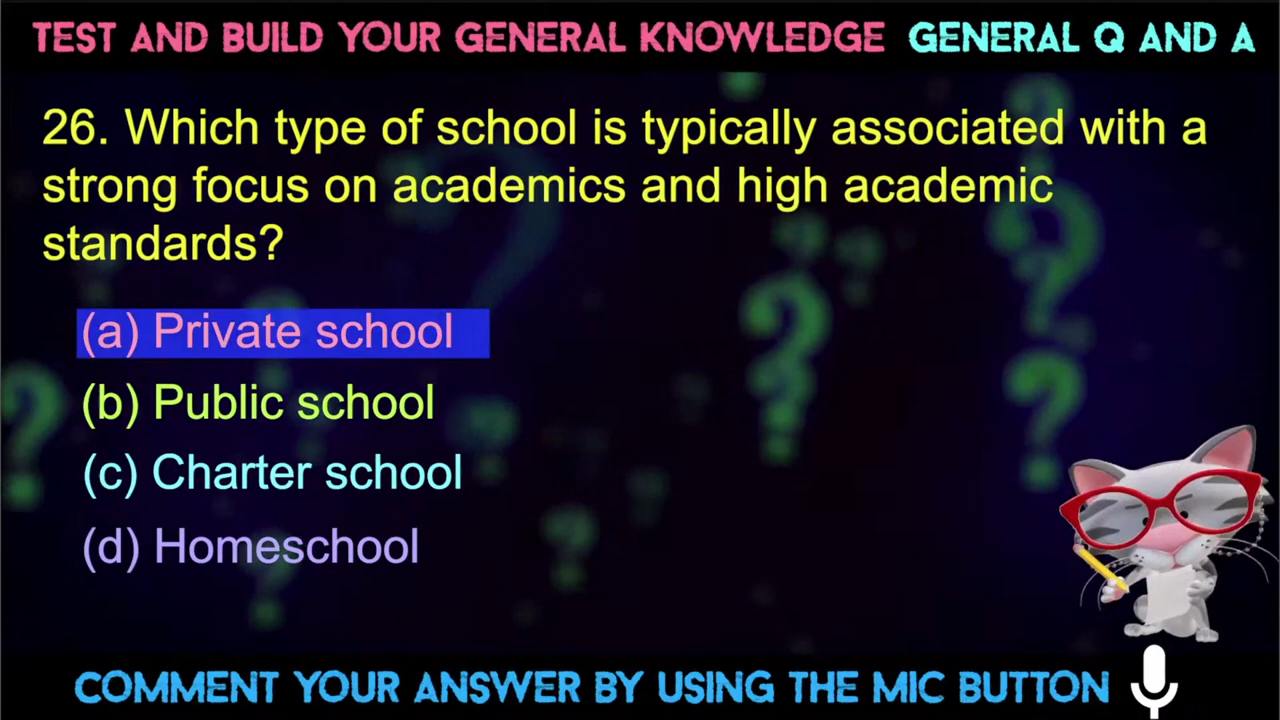 TEST AND BUILD YOUR GENERAL KNOWLEDGE GENERAL Q AND A
26. Which type of school is typically associated with a
strong focus on academics and high academic
standards?
(a) Private school
(b) Public school
(c) Charter school
(d) Homeschool
COMMENT YOUR ANSWER BY USING THE MIC BUTTON